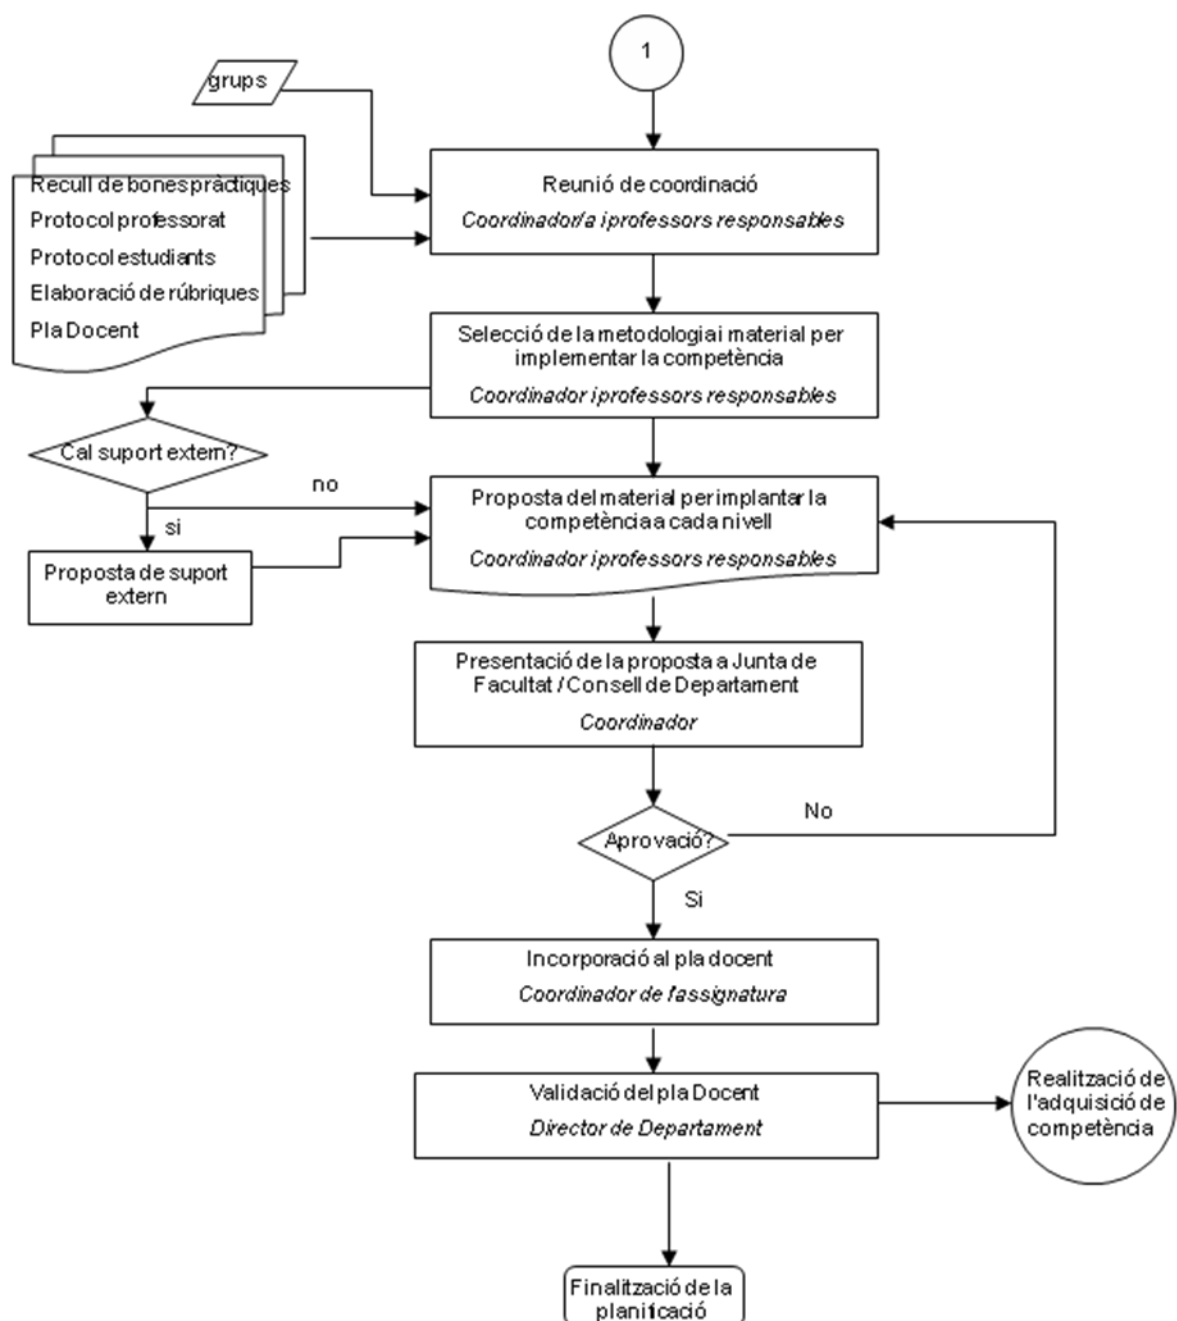 1
grups
Recull de bones pràctiques
Protocol professorat
Protocol estudiants
Elaboració de rúbriques
Pla Docent
Reunió de coordinació
Coordinador/a i professors responsables
Selecció de la metodologia i material per
implementar la competència
Coordinador i professors responsables
Cal suport extern?
no
si
Proposta de suport
extern
Proposta del material per implantar la
competència a cada nivell
Coordinador i professors responsables
Presentació de la proposta a Junta de
Facultat / Consell de Departament
Coordinador
Aprovació?
No
Si
Incorporació al pla docent
Coordinador de l'assignatura
Validació del pla Docent
Director de Departament
Realització de
l'adquisició de
competència
Finalització de la
planificació